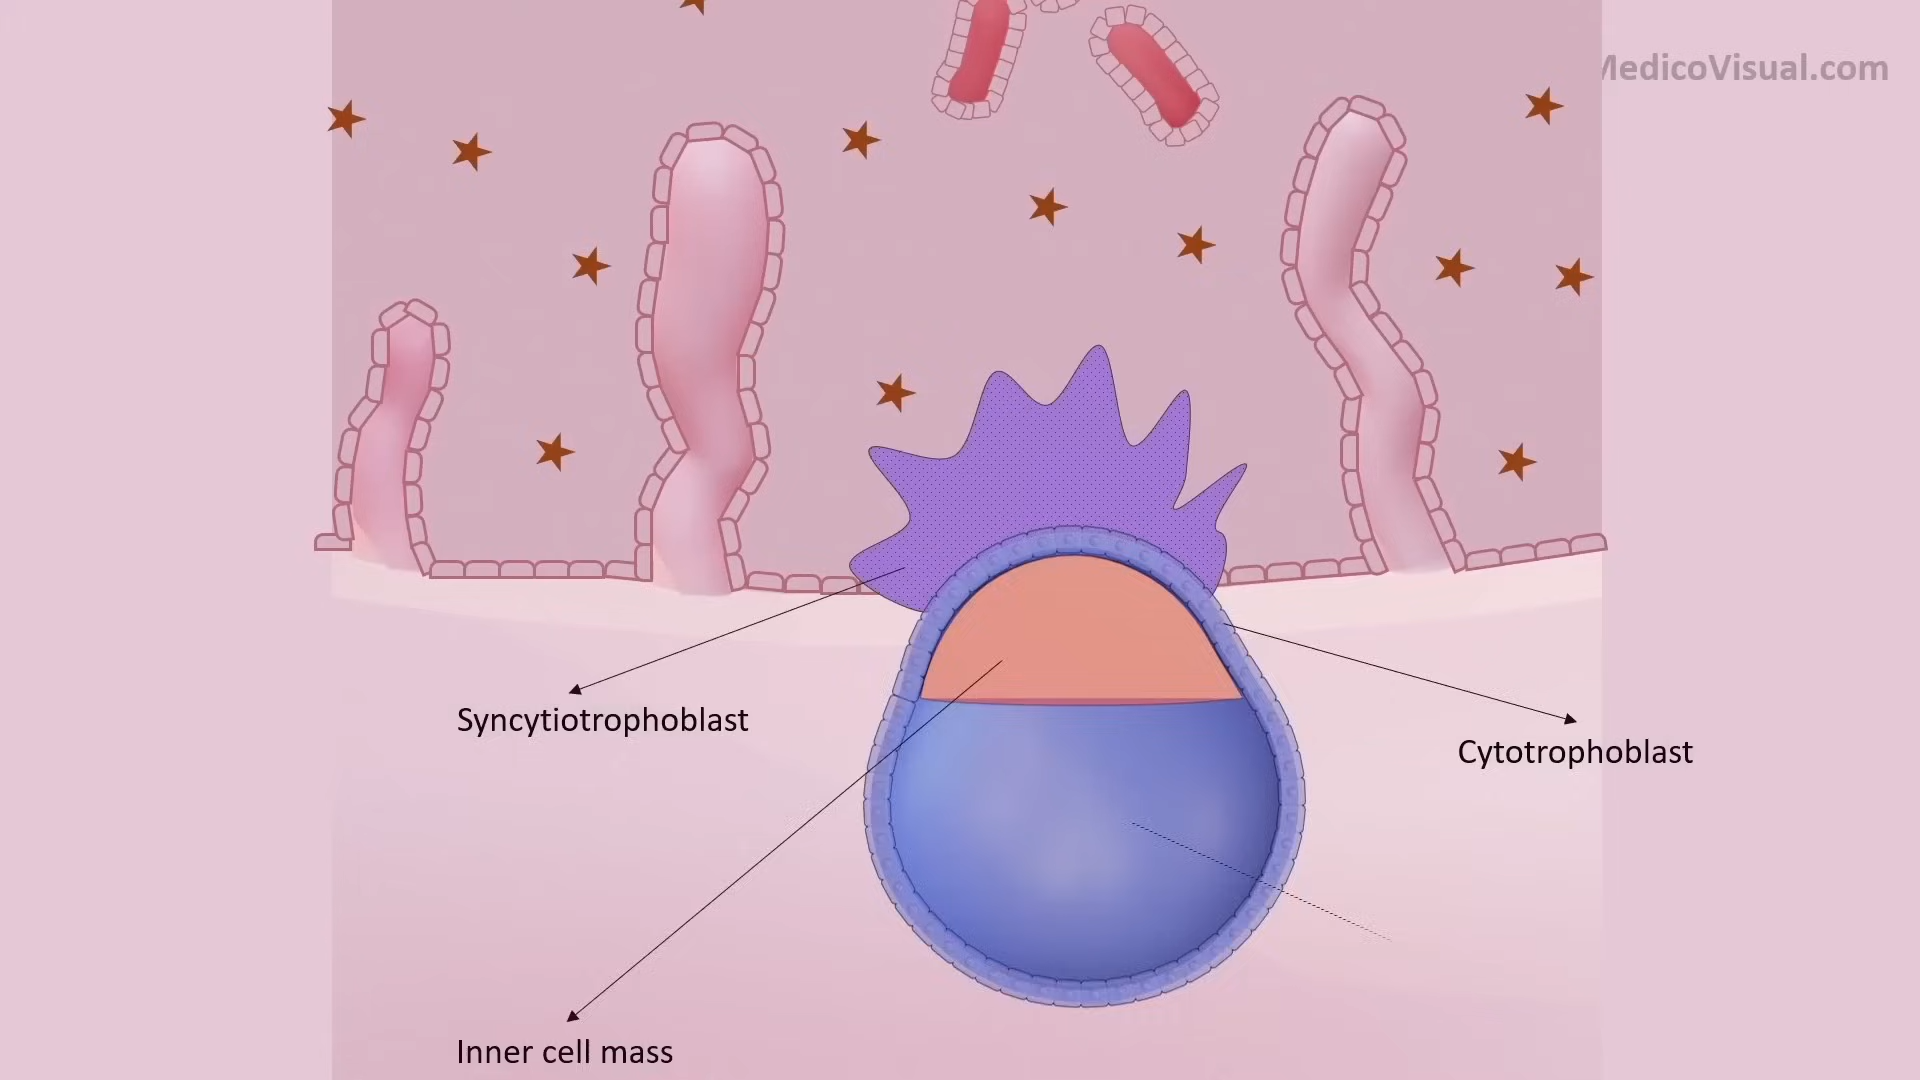 MedicoVisual.com
Syncytiotrophoblast
Cytotrophoblast
Inner cell mass